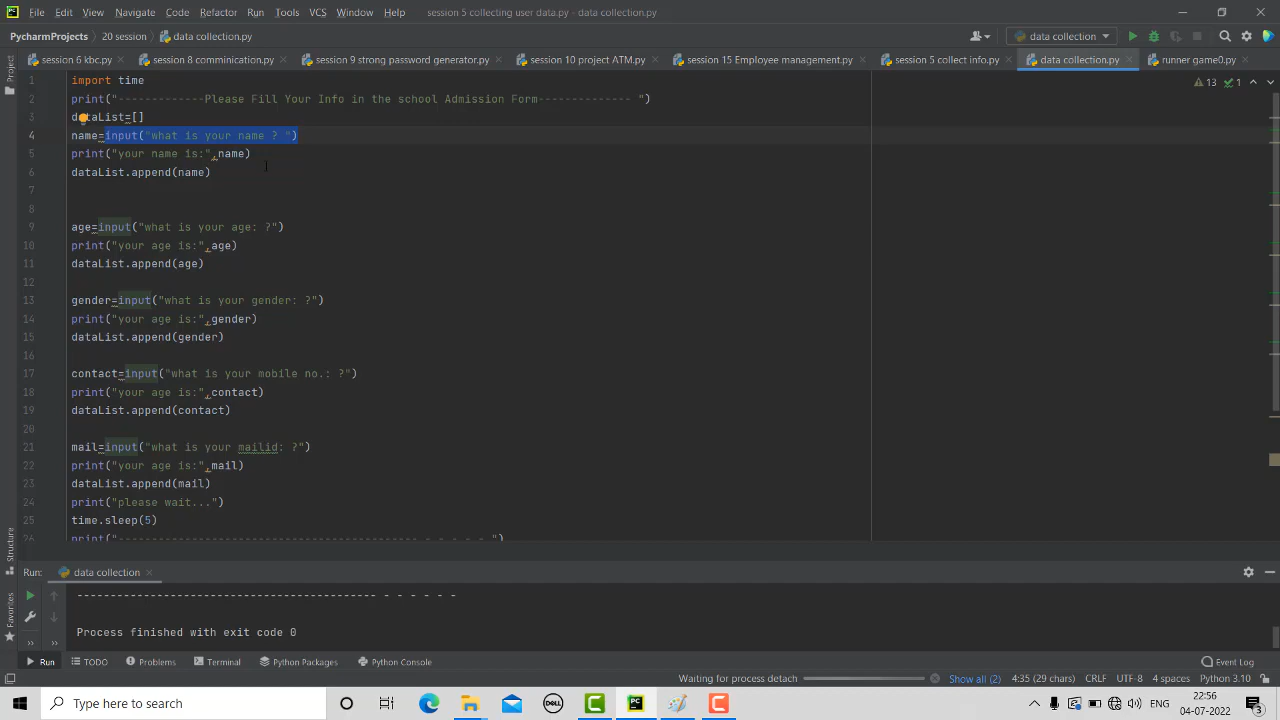 File Edit View Navigate Code Refactor Run Tools VCS Window Help session 5 collecting user data.py
PycharmProjects 20 session data collection.py data collection
session 6 kbc.py session 8 comminication.py session 9 strong password generator.py session 10 project ATM.py session 15 Employee management.py session 5 collect info.py data collection.py runner game0.py
Project
13 1
1 import time
2 print("-------------Please Fill Your Info in the school Admission Form-------------- ")
3 dataList=[]
4 name=input("what is your name ? ")
5 print("your name is:",name)
6 dataList.append(name)
7
8
9 age=input("what is your age: ?")
10 print("your age is:",age)
11 dataList.append(age)
12
13 gender=input("what is your gender: ?")
14 print("your age is:",gender)
15 dataList.append(gender)
16
17 contact=input("what is your mobile no.: ?")
18 print("your age is:",contact)
19 dataList.append(contact)
20
21 mail=input("what is your mailid: ?")
22 print("your age is:",mail)
23 dataList.append(mail)
24 print("please wait...")
25 time.sleep(5)
26 print("--------------------------------------------- - - - - - ")
Structure
Favorites
Run: data collection
--------------------------------------------- - - - - - -
Process finished with exit code 0
Run TODO Problems Terminal Python Packages Python Console Event Log
Waiting for process detach Show all (2) 4:35 (29 chars) CRLF UTF-8 4 spaces Python 3.10
Type here to search DELL PC ENG 22:56
04-07-2022 3